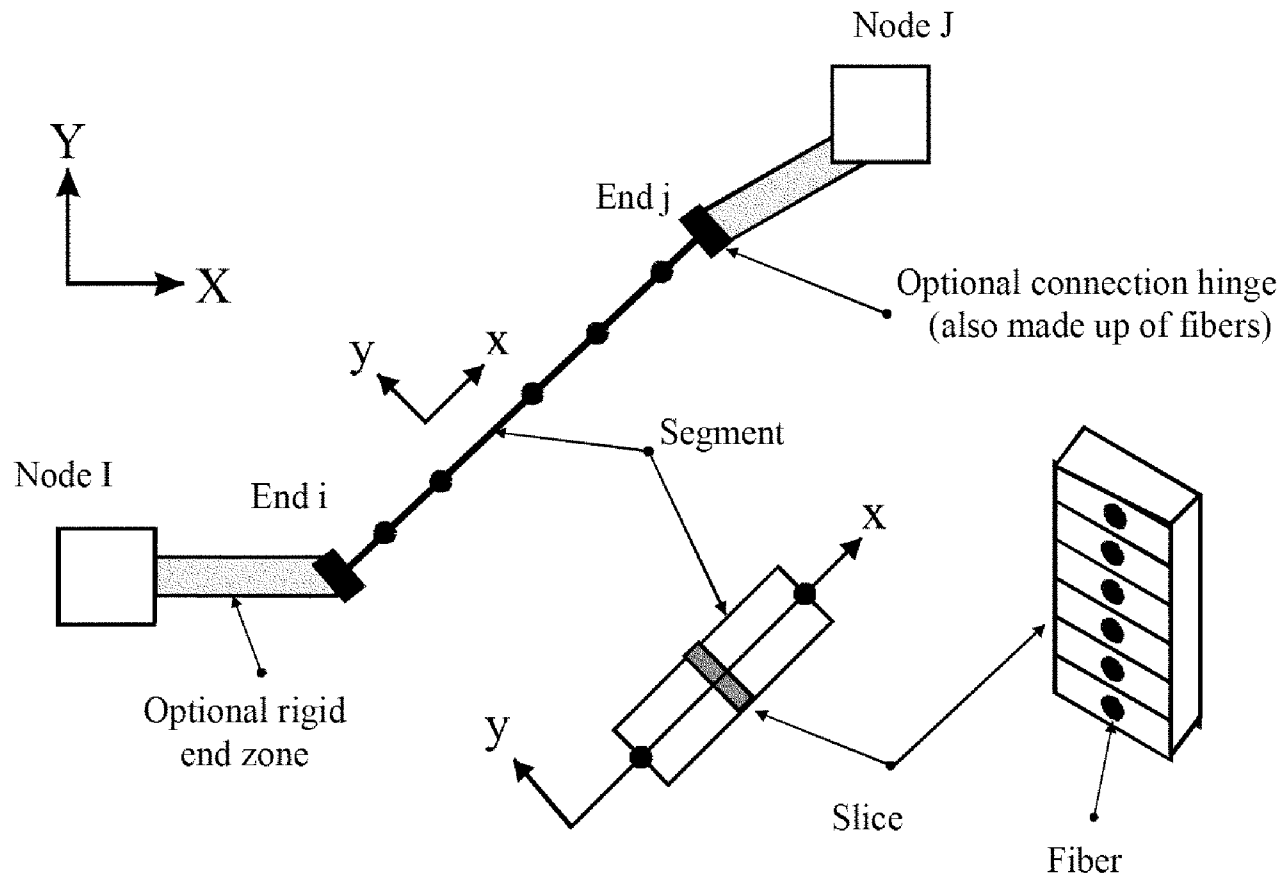 Node J
Y
End j
X
Optional connection hinge
(also made up of fibers)
y
x
Segment
Node I
End i
x
Optional rigid
end zone
y
Slice
Fiber